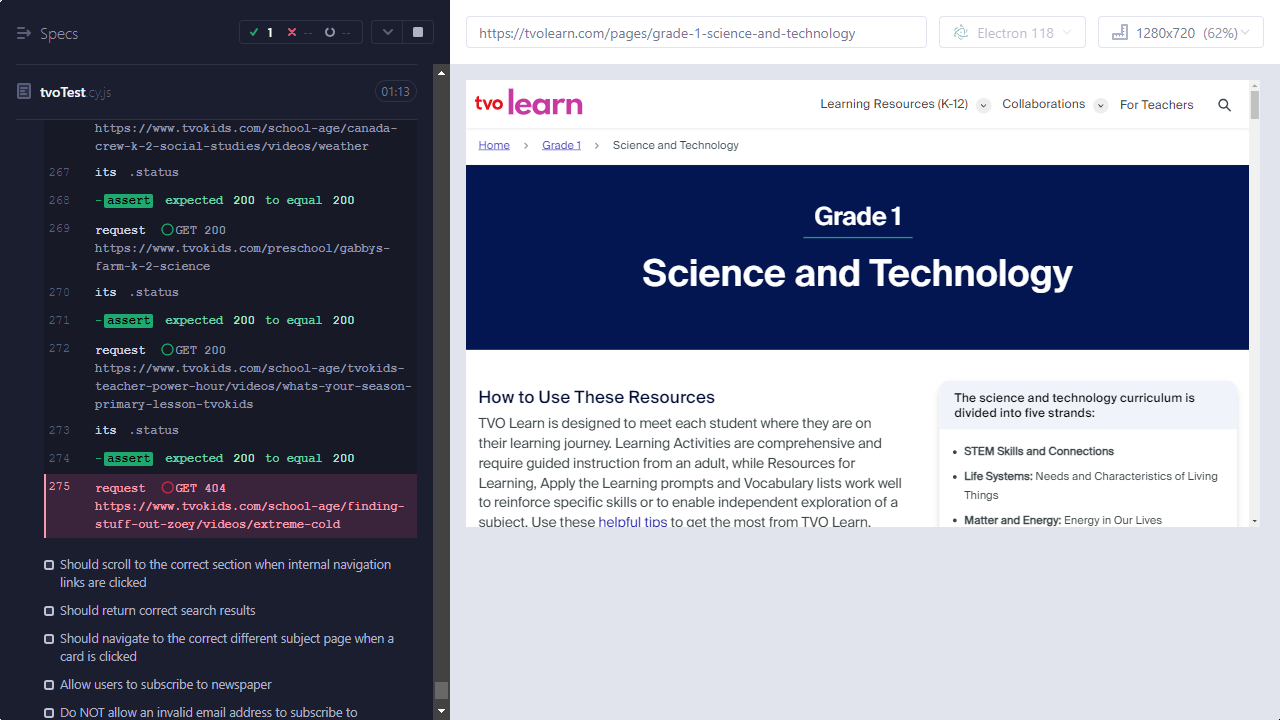 Specs
1
--
--
tvoTest.cy.js
01:13
https://www.tvokids.com/school-age/canada-
crew-k-2-social-studies/videos/weather
267 its .status
268 -assert expected 200 to equal 200
269 request GET 200
https://www.tvokids.com/preschool/gabbys-
farm-k-2-science
270 its .status
271 -assert expected 200 to equal 200
272 request GET 200
https://www.tvokids.com/school-age/tvokids-
teacher-power-hour/videos/whats-your-season-
primary-lesson-tvokids
273 its .status
274 -assert expected 200 to equal 200
275 request GET 404
https://www.tvokids.com/school-age/finding-
stuff-out-zoey/videos/extreme-cold
Should scroll to the correct section when internal navigation
links are clicked
Should return correct search results
Should navigate to the correct different subject page when a
card is clicked
Allow users to subscribe to newspaper
Do NOT allow an invalid email address to subscribe to
https://tvolearn.com/pages/grade-1-science-and-technology
Electron 118
1280x720 (62%)
tvo learn
Learning Resources (K-12)
Collaborations
For Teachers
Home > Grade 1 > Science and Technology
Grade 1
Science and Technology
How to Use These Resources
TVO Learn is designed to meet each student where they are on
their learning journey. Learning Activities are comprehensive and
require guided instruction from an adult, while Resources for
Learning, Apply the Learning prompts and Vocabulary lists work well
to reinforce specific skills or to enable independent exploration of a
subject. Use these helpful tips to get the most from TVO Learn.
The science and technology curriculum is
divided into five strands:
• STEM Skills and Connections
• Life Systems: Needs and Characteristics of Living
Things
• Matter and Energy: Energy in Our Lives